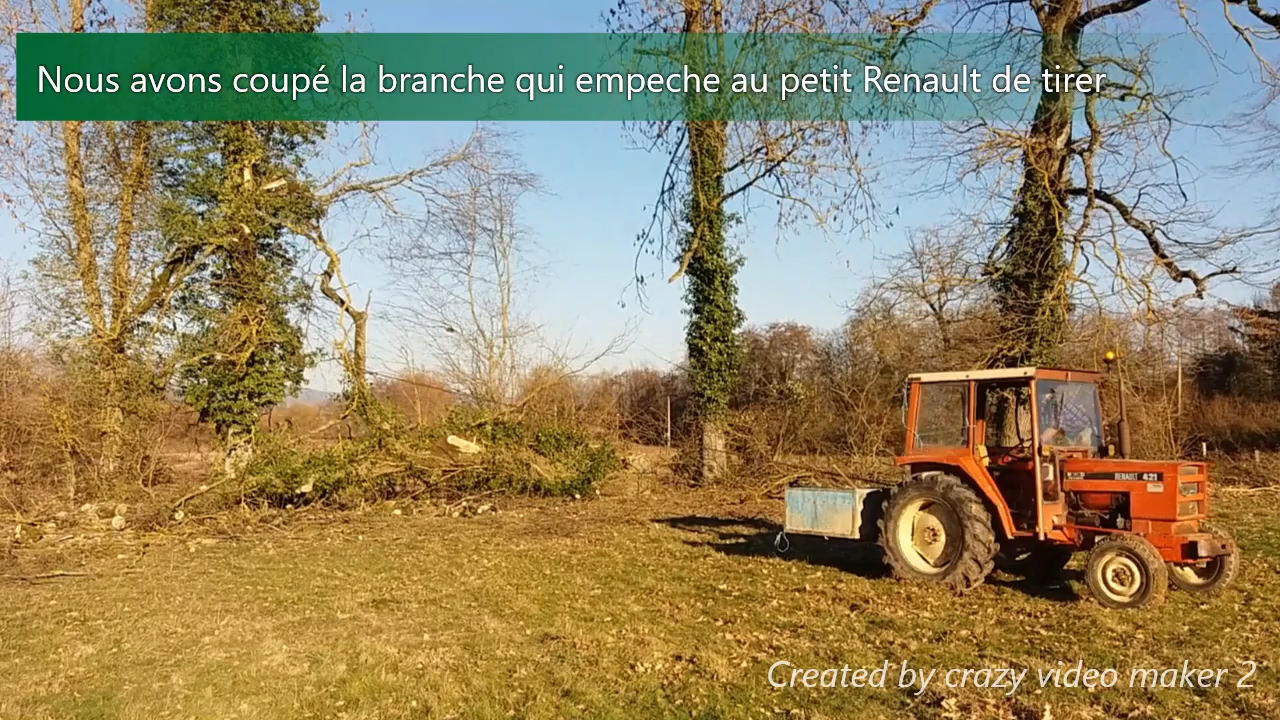 Nous avons coupé la branche qui empeche au petit Renault de tirer
RENAULT 421
Created by crazy video maker 2